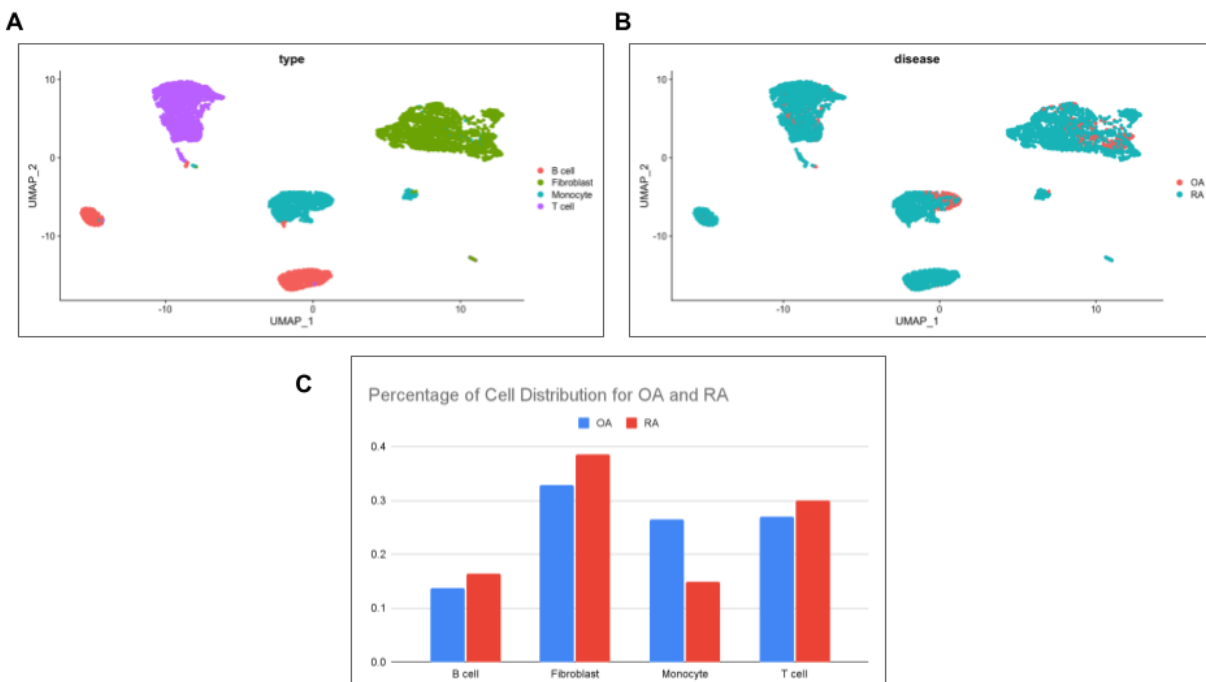 A
type
10
0
-10
UMAP_2
-10
0
10
UMAP_1
B cell
Fibroblast
Monocyte
T cell
B
disease
10
0
-10
UMAP_2
-10
0
10
UMAP_1
OA
RA
C
Percentage of Cell Distribution for OA and RA
OA RA
0.4
0.3
0.2
0.1
0.0
B cell Fibroblast Monocyte T cell